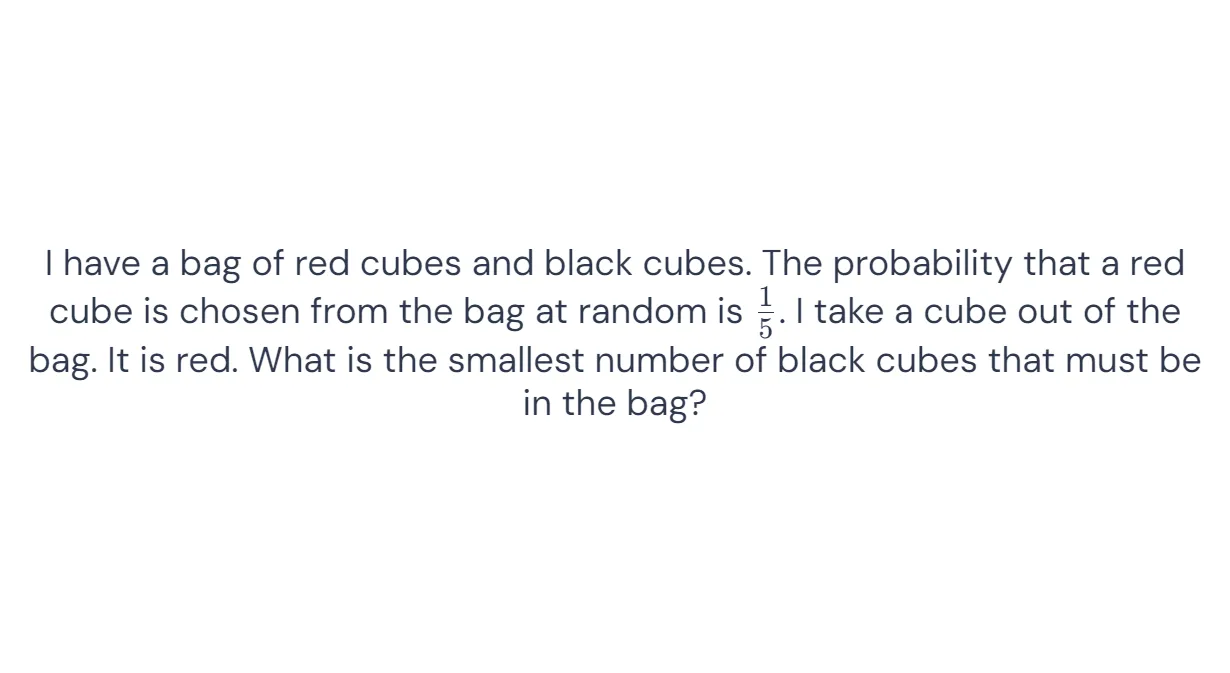 I have a bag of red cubes and black cubes. The probability that a red
cube is chosen from the bag at random is 1/5. I take a cube out of the
bag. It is red. What is the smallest number of black cubes that must be
in the bag?